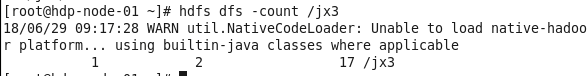 [root@hdp-node-01 ~]# hdfs dfs -count /jx3
18/06/29 09:17:28 WARN util.NativeCodeLoader: Unable to load native-hadoo
r platform... using builtin-java classes where applicable
1 2 17 /jx3